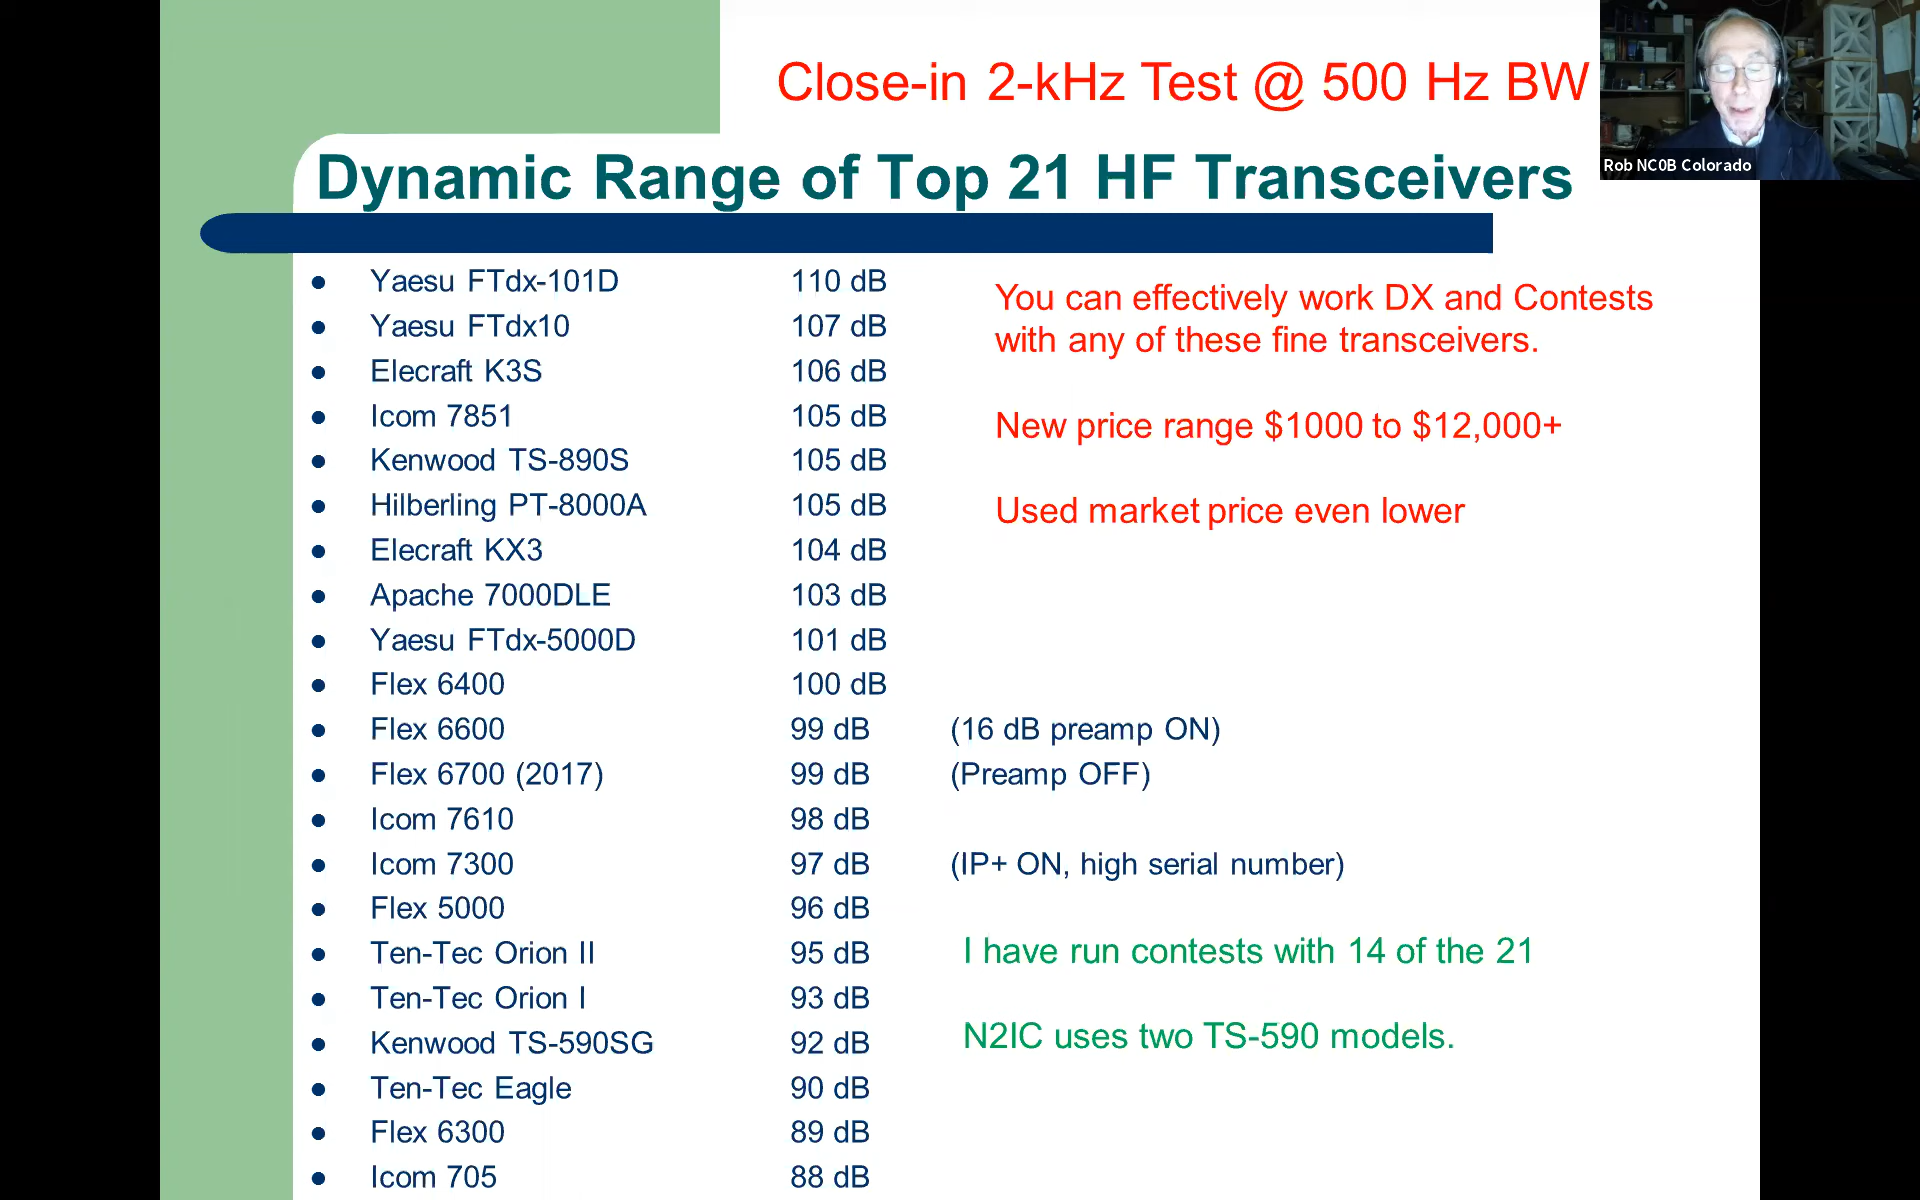 Close-in 2-kHz Test @ 500 Hz BW
Rob NC0B Colorado
Dynamic Range of Top 21 HF Transceivers
Yaesu FTdx-101D 110 dB
Yaesu FTdx10 107 dB
Elecraft K3S 106 dB
Icom 7851 105 dB
Kenwood TS-890S 105 dB
Hilberling PT-8000A 105 dB
Elecraft KX3 104 dB
Apache 7000DLE 103 dB
Yaesu FTdx-5000D 101 dB
Flex 6400 100 dB
Flex 6600 99 dB (16 dB preamp ON)
Flex 6700 (2017) 99 dB (Preamp OFF)
Icom 7610 98 dB
Icom 7300 97 dB (IP+ ON, high serial number)
Flex 5000 96 dB
Ten-Tec Orion II 95 dB
Ten-Tec Orion I 93 dB
Kenwood TS-590SG 92 dB
Ten-Tec Eagle 90 dB
Flex 6300 89 dB
Icom 705 88 dB
You can effectively work DX and Contests
with any of these fine transceivers.
New price range $1000 to $12,000+
Used market price even lower
I have run contests with 14 of the 21
N2IC uses two TS-590 models.